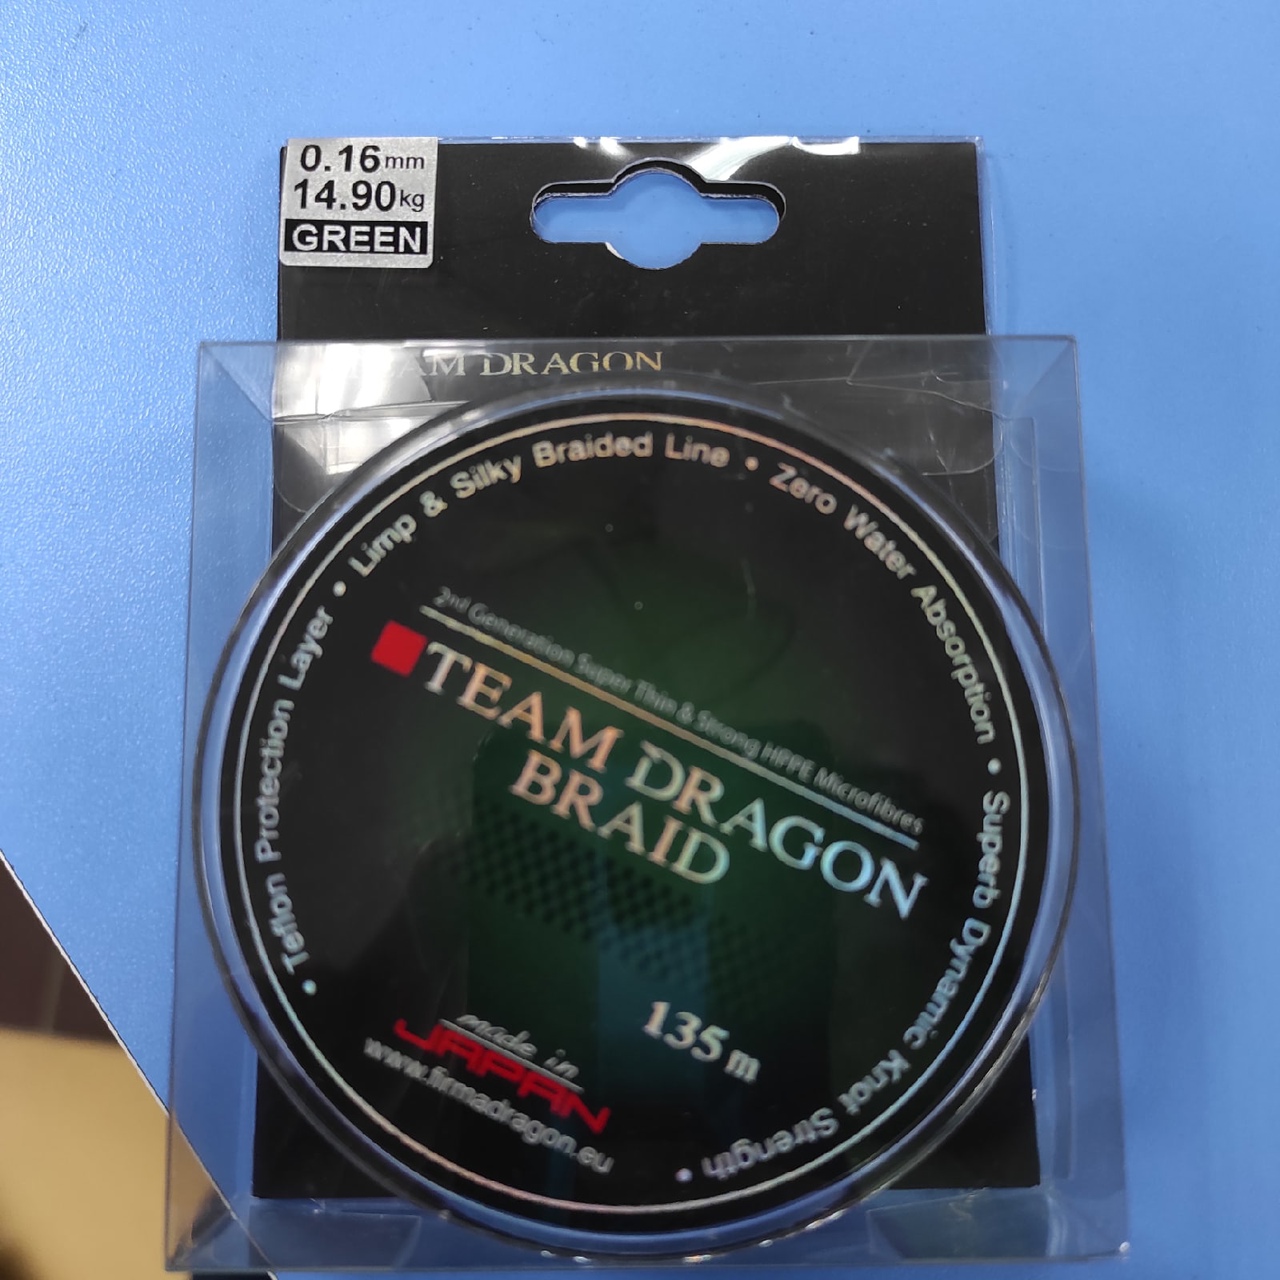 0.16mm
14.90kg
GREEN
TEAM DRAGON
• Teflon Protection Layer • Limp & Silky Braided Line • Zero Water Absorption • Superb Dynamic Knot Strength •
2nd Generation Super Thin & Strong HPPE Microfibres
TEAM DRAGON
BRAID
135 m
made in
JAPAN
www.firmadragon.eu